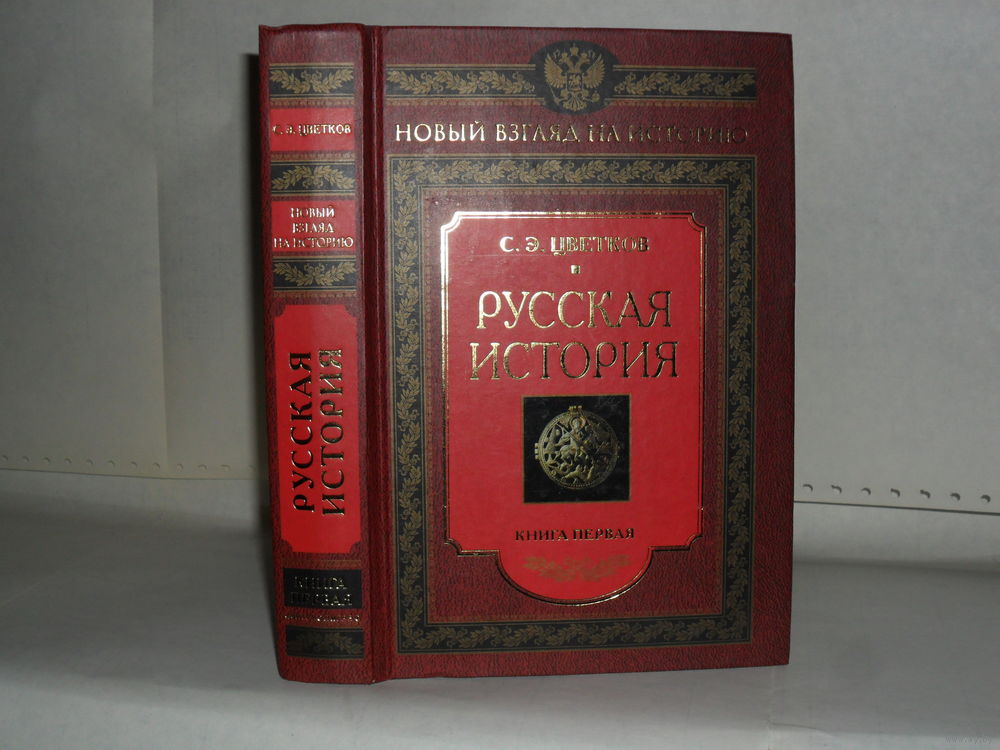 С. Э. ЦВЕТКОВ
НОВЫЙ
ВЗГЛЯД
НА ИСТОРИЮ
РУССКАЯ
ИСТОРИЯ
КНИГА
ПЕРВАЯ
НОВЫЙ ВЗГЛЯД НА ИСТОРИЮ
С. Э. ЦВЕТКОВ
РУССКАЯ
ИСТОРИЯ
КНИГА ПЕРВАЯ